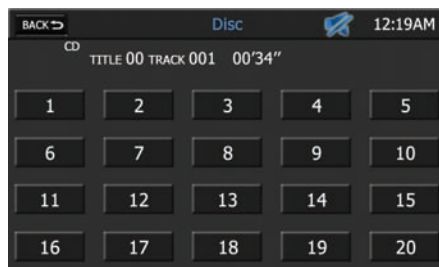 BACK Disc 12:19AM
CD
TITLE 00 TRACK 001 00'34"
1 2 3 4 5
6 7 8 9 10
11 12 13 14 15
16 17 18 19 20